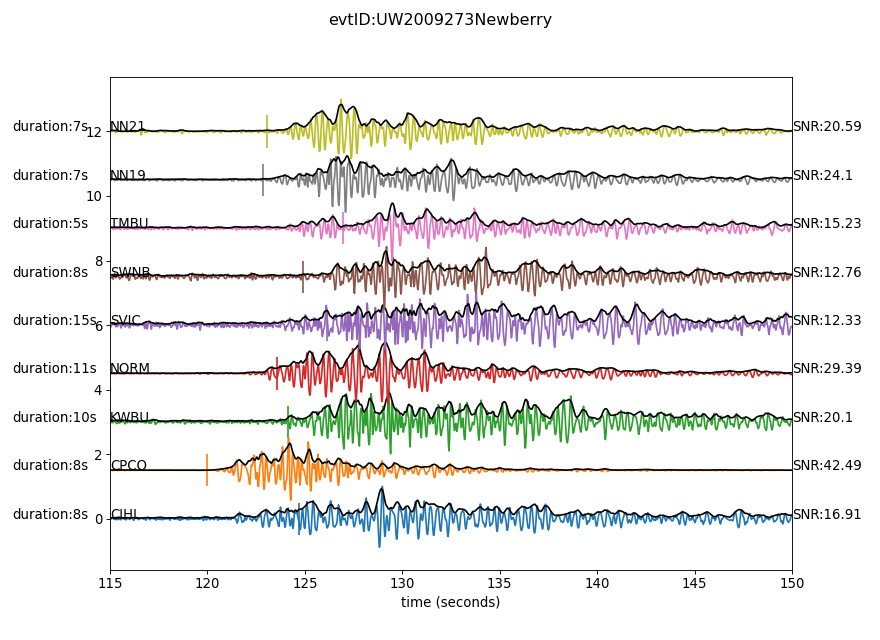 evtID:UW2009273Newberry
duration:7s NN21 SNR:20.59
12
duration:7s NN19 SNR:24.1
10
duration:5s TMBU SNR:15.23
8
duration:8s SWNB SNR:12.76
duration:15s SVIC SNR:12.33
6
duration:11s NORM SNR:29.39
4
duration:10s KWBU SNR:20.1
2
duration:8s CPCO SNR:42.49
duration:8s CIHL SNR:16.91
0
115 120 125 130 135 140 145 150
time (seconds)